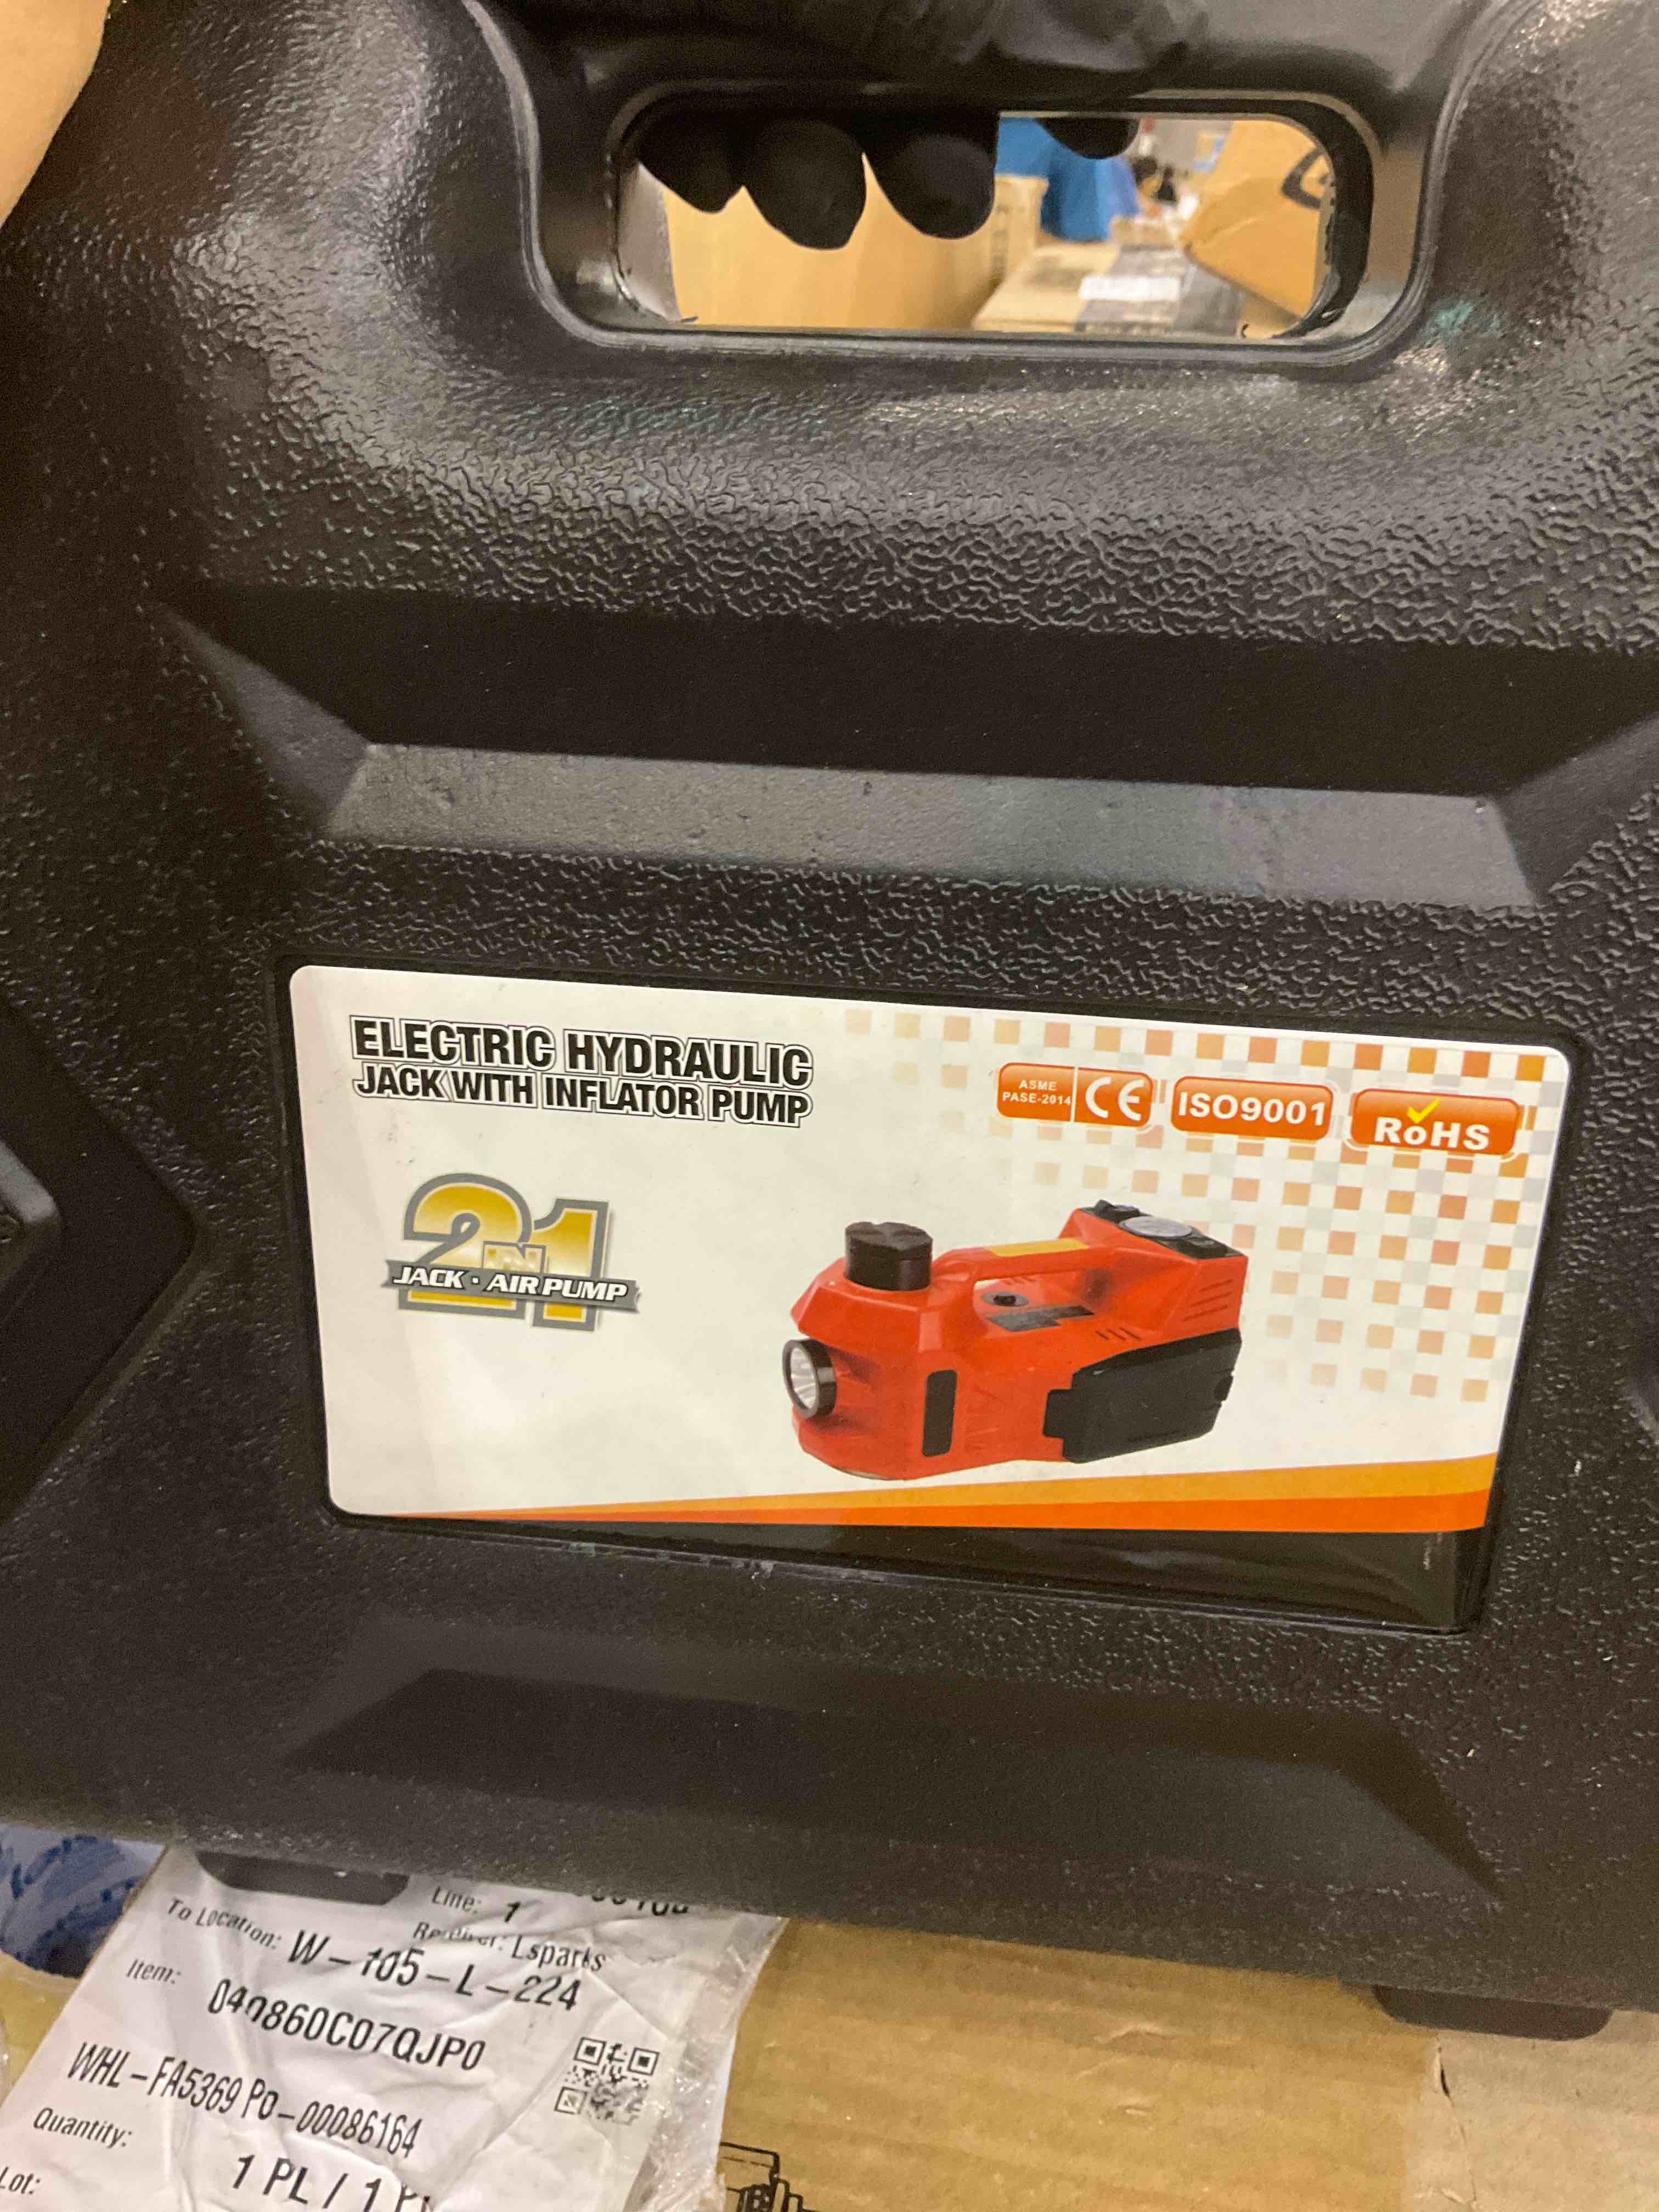 ELECTRIC HYDRAULIC
JACK WITH INFLATOR PUMP
ASME
PASE-2014
CE
ISO9001
RoHS
2 IN 1
JACK · AIR PUMP
Line: 1
To Location: W-105-L-224
Lsparks
Item: 040860C07QJP0
WHL-FA5369 PO-00086164
Quantity: 1 PL / 1
Lot: